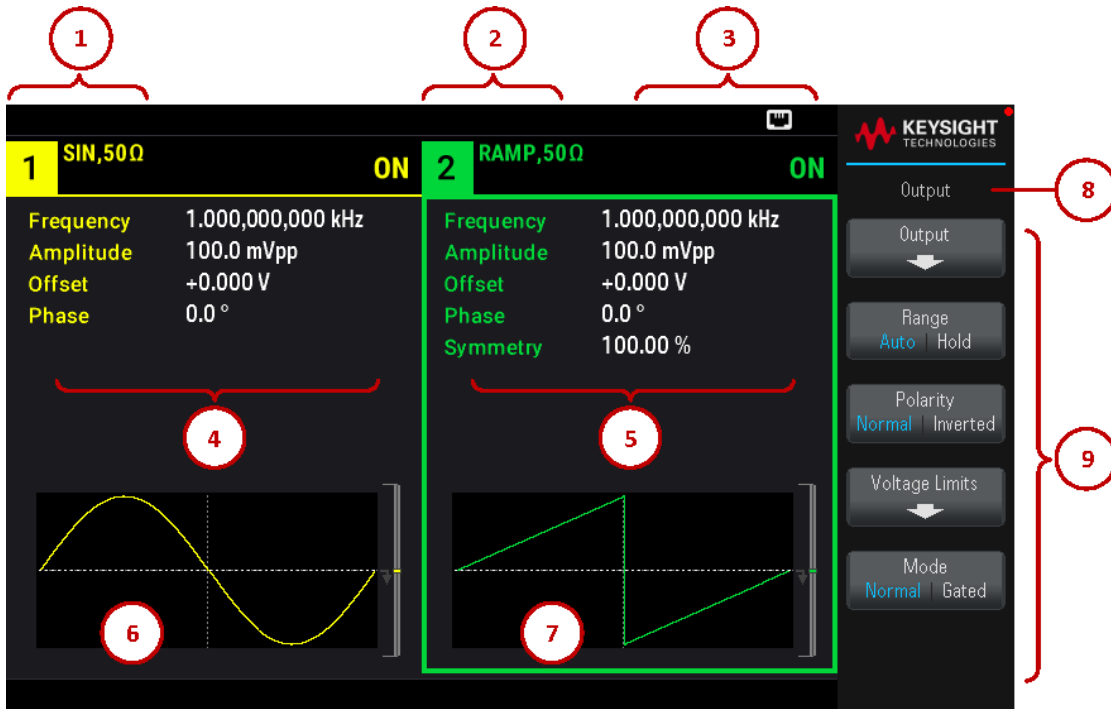 1
2
3
KEYSIGHT
TECHNOLOGIES
1
SIN,50Ω
ON
2
RAMP,50Ω
ON
Output
8
Frequency 1.000,000,000 kHz
Amplitude 100.0 mVpp
Offset +0.000 V
Phase 0.0 °
Frequency 1.000,000,000 kHz
Amplitude 100.0 mVpp
Offset +0.000 V
Phase 0.0 °
Symmetry 100.00 %
4
5
6
7
Output
Range
Auto | Hold
Polarity
Normal | Inverted
Voltage Limits
Mode
Normal | Gated
9